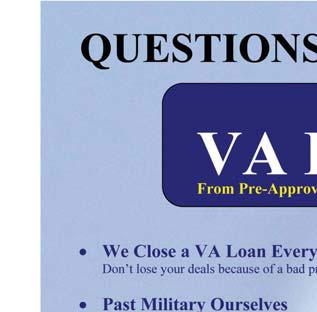 QUESTIONS
VA
From Pre-Approv
• We Close a VA Loan Every
Don't lose your deals because of a bad
• Past Military Ourselves